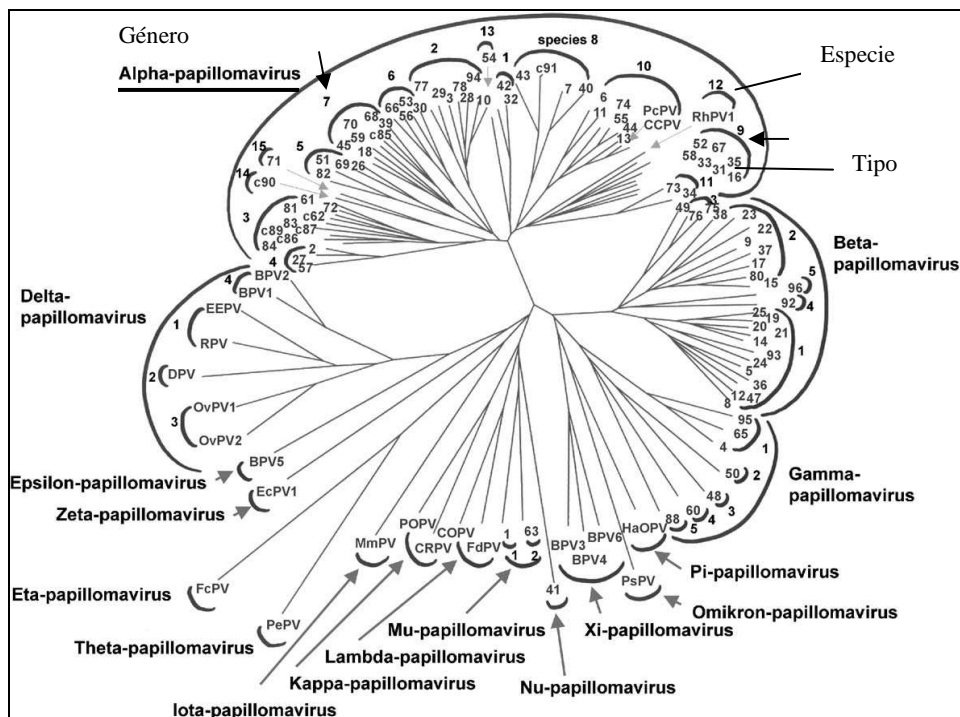 Género
Alpha-papillomavirus
Especie
Tipo
7
6
2
13
1
species 8
10
12
9
15
14
5
3
4
11
54
94
77
78
29
3
28
10
42
32
43
c91
7
40
6
11
74
55
44
13
PcPV
CCPV
RhPV1
52
67
58
33
31
35
16
73
34
53
66
56
30
68
39
c85
70
59
45
18
51
82
69
26
71
c90
61
81
72
c62
83
c87
c89
c86
84
2
27
57
Delta-
papillomavirus
4
BPV2
BPV1
1
EEPV
RPV
2
DPV
3
OvPV1
OvPV2
Beta-
papillomavirus
3
49
75
76
38
23
22
2
9
37
17
80
15
5
96
92
4
25
19
20
21
14
93
1
24
5
36
12
47
8
Gamma-
papillomavirus
95
65
4
1
50
2
48
3
60
4
88
5
Epsilon-papillomavirus
BPV5
Zeta-papillomavirus
EcPV1
Eta-papillomavirus
FcPV
Theta-papillomavirus
PePV
Iota-papillomavirus
MmPV
Kappa-papillomavirus
POPV
CRPV
COPV
FdPV
Lambda-papillomavirus
1
63
1
2
Mu-papillomavirus
41
Nu-papillomavirus
BPV3
BPV4
BPV6
Xi-papillomavirus
PsPV
Omikron-papillomavirus
HaOPV
Pi-papillomavirus